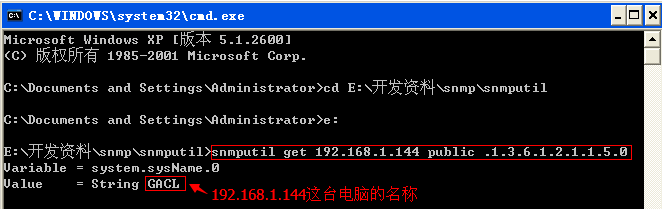 C:\WINDOWS\system32\cmd.exe
Microsoft Windows XP [版本 5.1.2600]
(C) 版权所有 1985-2001 Microsoft Corp.
C:\Documents and Settings\Administrator>cd E:\开发资料\snmp\snmputil
C:\Documents and Settings\Administrator>e:
E:\开发资料\snmp\snmputil>snmputil get 192.168.1.144 public .1.3.6.1.2.1.1.5.0
Variable = system.sysName.0
Value    = String GACL
192.168.1.144这台电脑的名称